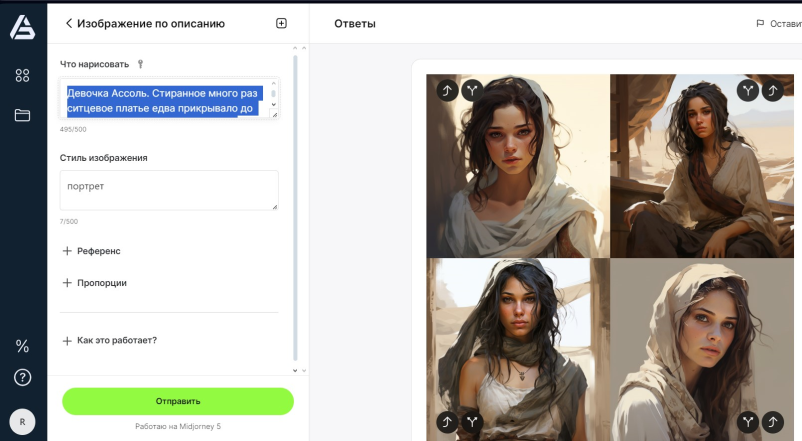 Изображение по описанию
Ответы
Что нарисовать
Девочка Ассоль. Стиранное много раз
ситцевое платье едва прикрывало до
495/500
Стиль изображения
портрет
7/500
Референс
Пропорции
Как это работает?
Отправить
Работаю на Midjorney 5
R